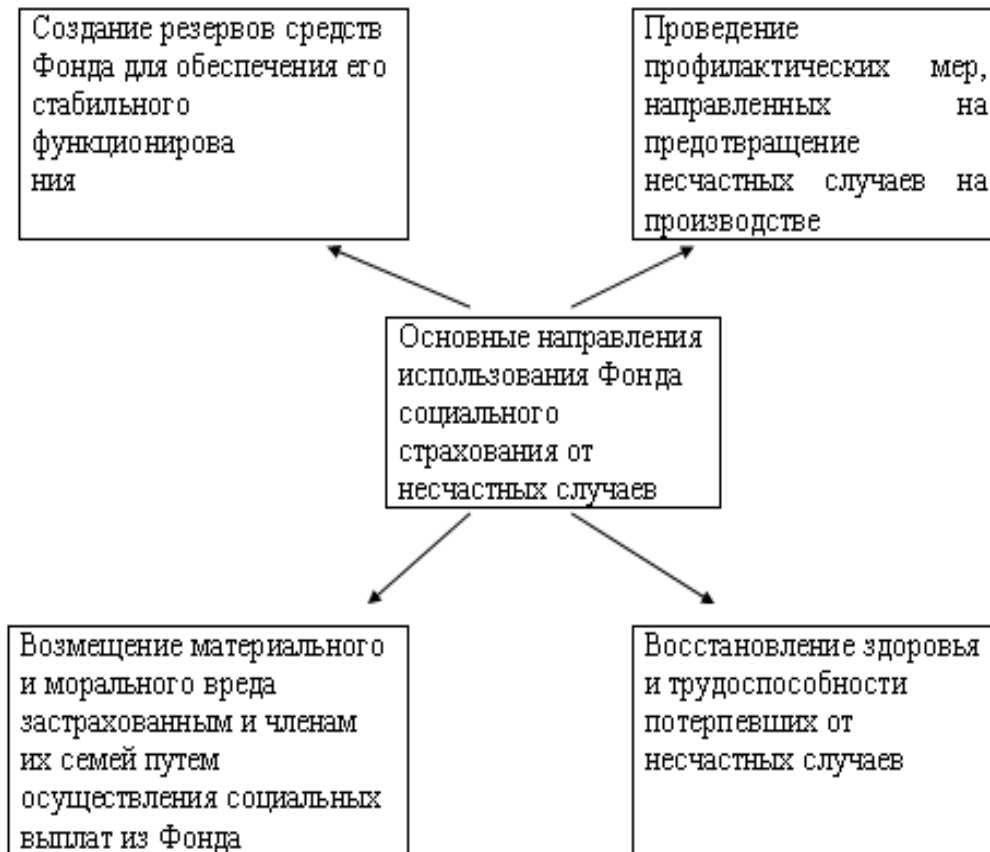 Создание резервов средств
Фонда для обеспечения его
стабильного
функционирова
ния
Проведение
профилактических мер,
направленных на
предотвращение
несчастных случаев на
производстве
Основные направления
использования Фонда
социального
страхования от
несчастных случаев
Возмещение материального
и морального вреда
застрахованным и членам
их семей путем
осуществления социальных
выплат из Фонда
Восстановление здоровья
и трудоспособности
потерпевших от
несчастных случаев